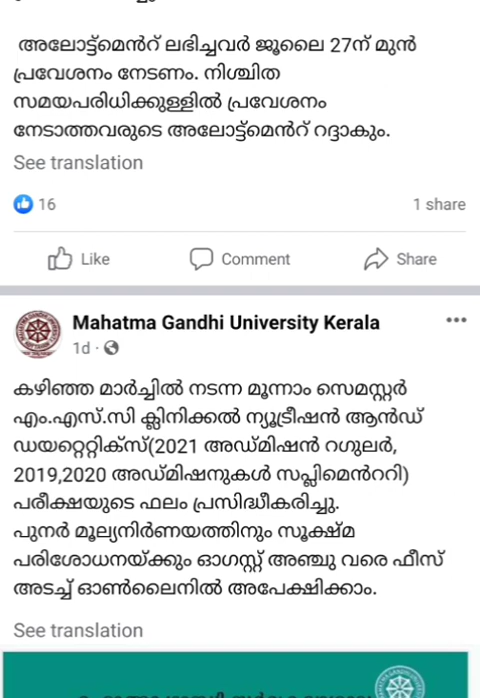 അലോട്ട്മെൻറ് ലഭിച്ചവർ ജൂലൈ 27ന് മുൻ
പ്രവേശനം നേടണം. നിശ്ചിത
സമയപരിധിക്കുള്ളിൽ പ്രവേശനം
നേടാത്തവരുടെ അലോട്ട്മെൻറ് റദ്ദാകും.
See translation
16
1 share
Like
Comment
Share
Mahatma Gandhi University Kerala
1d ·
കഴിഞ്ഞ മാർച്ചിൽ നടന്ന മൂന്നാം സെമസ്റ്റർ
എം.എസ്.സി ക്ലിനിക്കൽ ന്യൂട്രീഷൻ ആൻഡ്
ഡയറ്റെറ്റിക്സ്(2021 അഡ്മിഷൻ റഗുലർ,
2019,2020 അഡ്മിഷനുകൾ സപ്ലിമെൻററി)
പരീക്ഷയുടെ ഫലം പ്രസിദ്ധീകരിച്ചു.
പുനർ മൂല്യനിർണയത്തിനും സൂക്ഷ്മ
പരിശോധനയ്ക്കും ഓഗസ്റ്റ് അഞ്ചു വരെ ഫീസ്
അടച്ച് ഓൺലൈനിൽ അപേക്ഷിക്കാം.
See translation